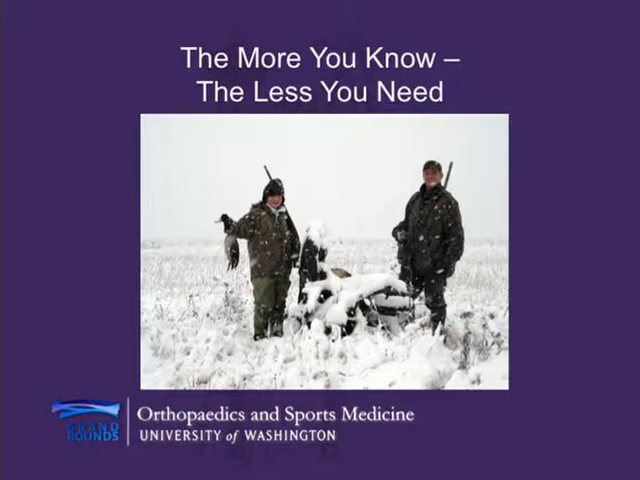 The More You Know –
The Less You Need
GRAND
ROUNDS
Orthopaedics and Sports Medicine
UNIVERSITY of WASHINGTON